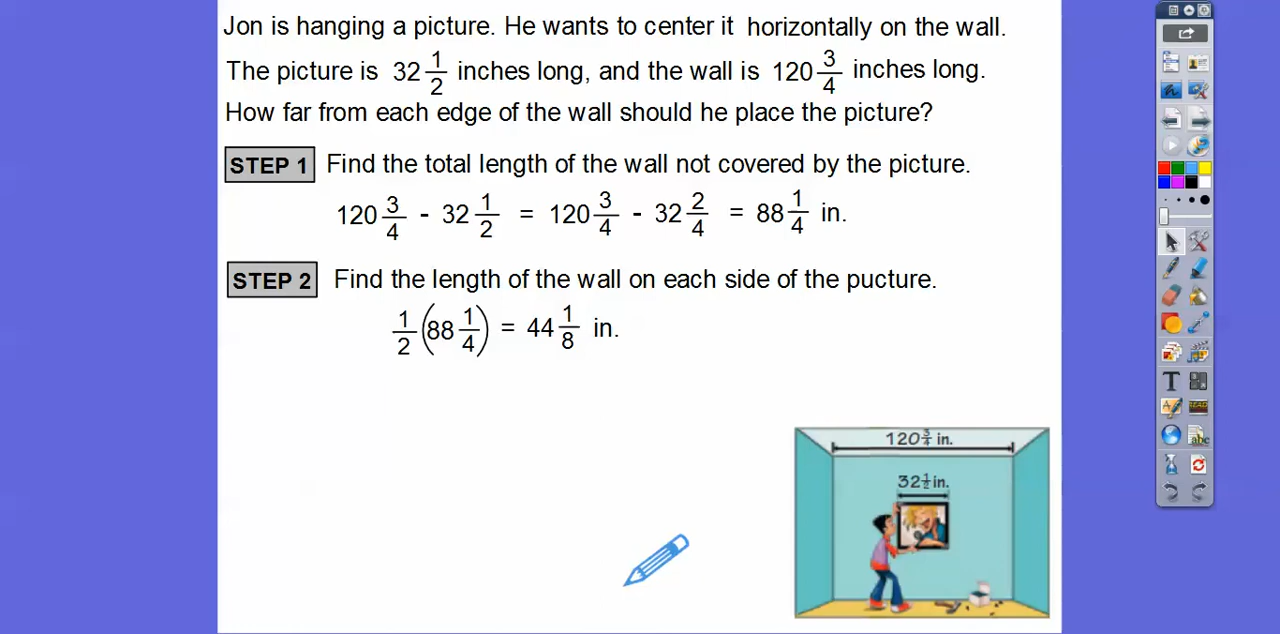 Jon is hanging a picture. He wants to center it horizontally on the wall.
The picture is 32 1/2 inches long, and the wall is 120 3/4 inches long.
How far from each edge of the wall should he place the picture?
STEP 1 Find the total length of the wall not covered by the picture.
120 3/4 - 32 1/2 = 120 3/4 - 32 2/4 = 88 1/4 in.
STEP 2 Find the length of the wall on each side of the pucture.
1/2 (88 1/4) = 44 1/8 in.
120 3/4 in.
32 1/2 in.
T
abc